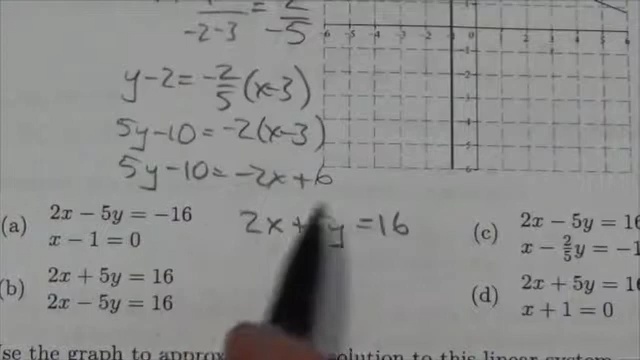 -2-3 -5
y-2 = -2/5 (x-3)
5y-10 = -2(x-3)
5y-10 = -2x+6
2x+5y = 16
(a) 2x − 5y = −16
x − 1 = 0
(b) 2x + 5y = 16
2x − 5y = 16
(c) 2x − 5y = 16
x − 2/5y = −1
(d) 2x + 5y = 16
x + 1 = 0
Use the graph to solution to this linear system